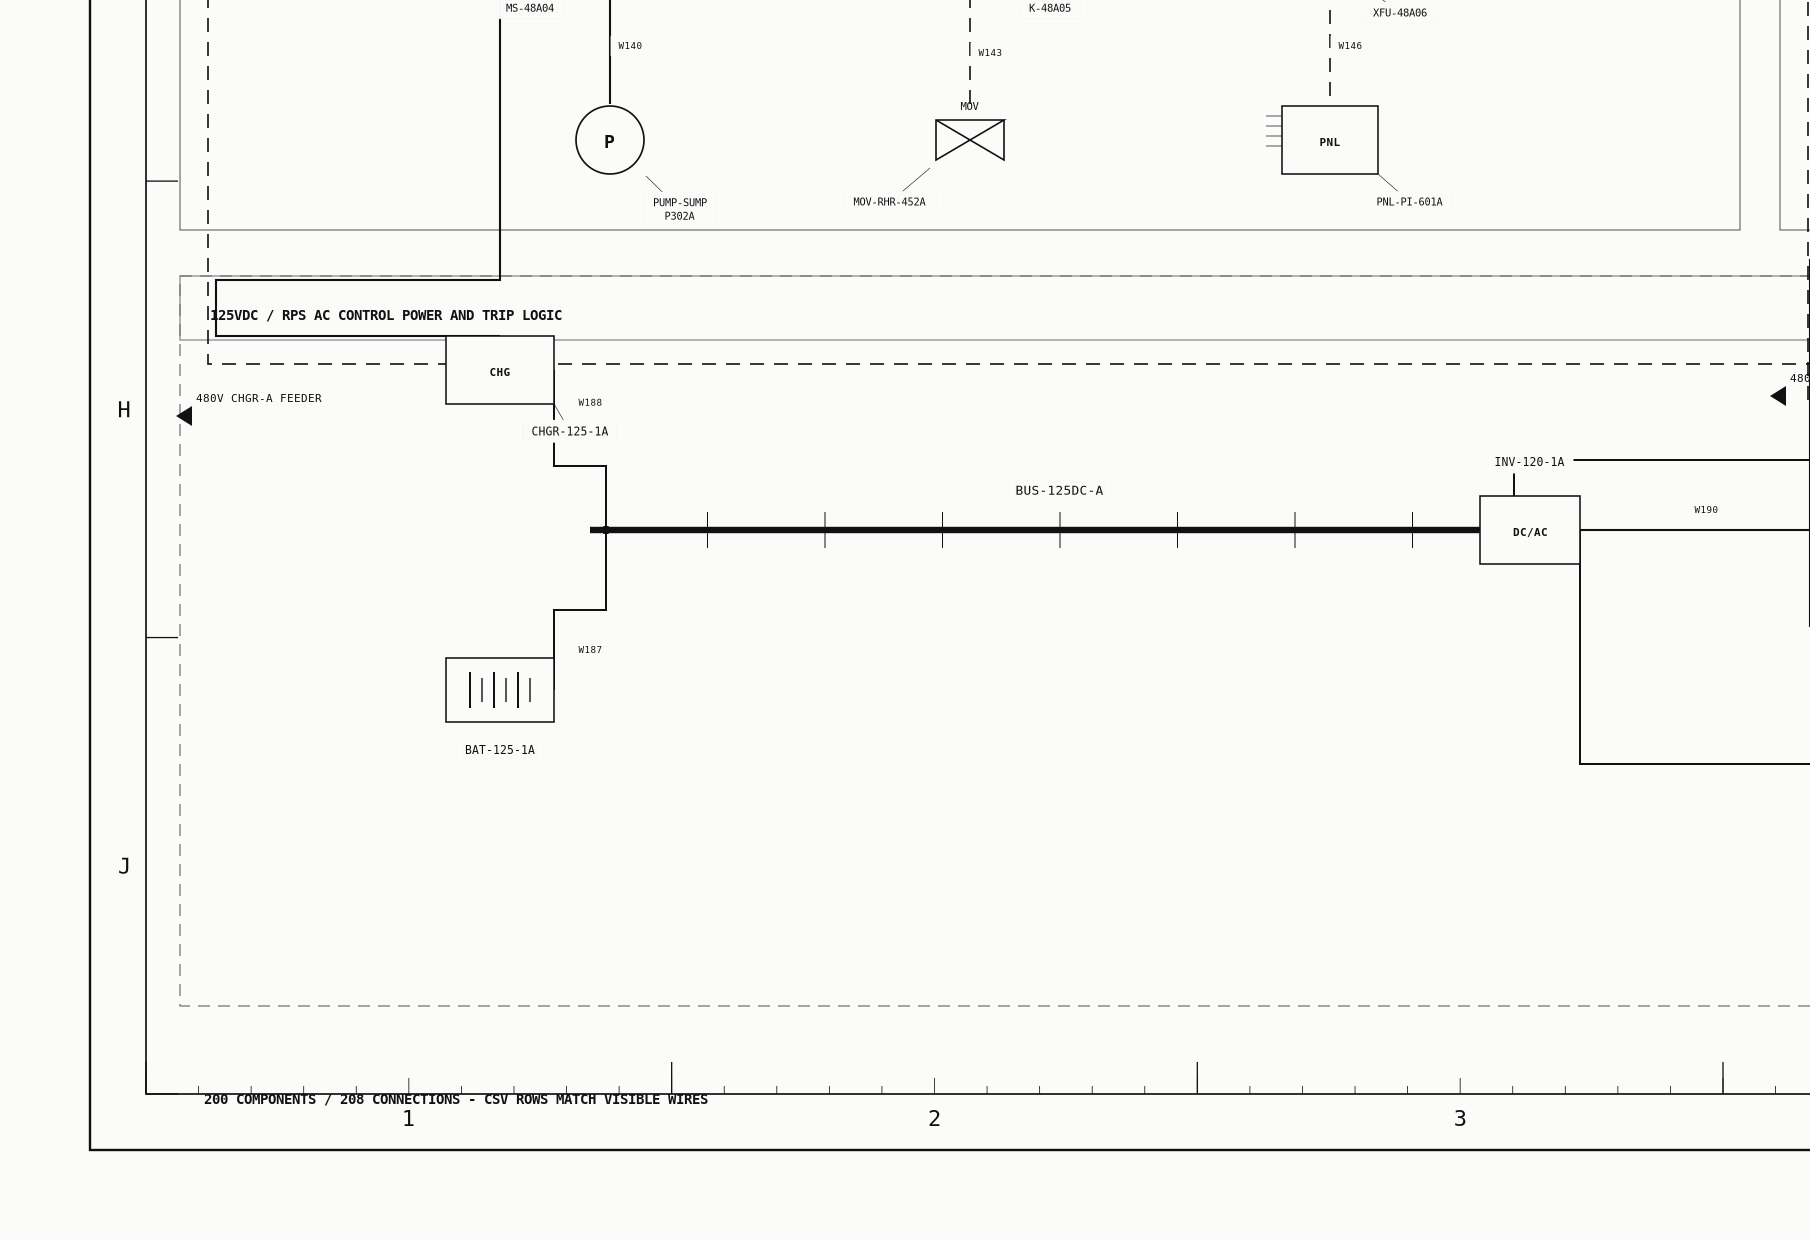 MS-48A04
K-48A05
XFU-48A06
W140
W143
W146
MOV
P
PNL
PUMP-SUMP
P302A
MOV-RHR-452A
PNL-PI-601A
125VDC / RPS AC CONTROL POWER AND TRIP LOGIC
CHG
480V CHGR-A FEEDER
480
W188
H
CHGR-125-1A
INV-120-1A
BUS-125DC-A
W190
DC/AC
W187
BAT-125-1A
J
200 COMPONENTS / 208 CONNECTIONS - CSV ROWS MATCH VISIBLE WIRES
1
2
3